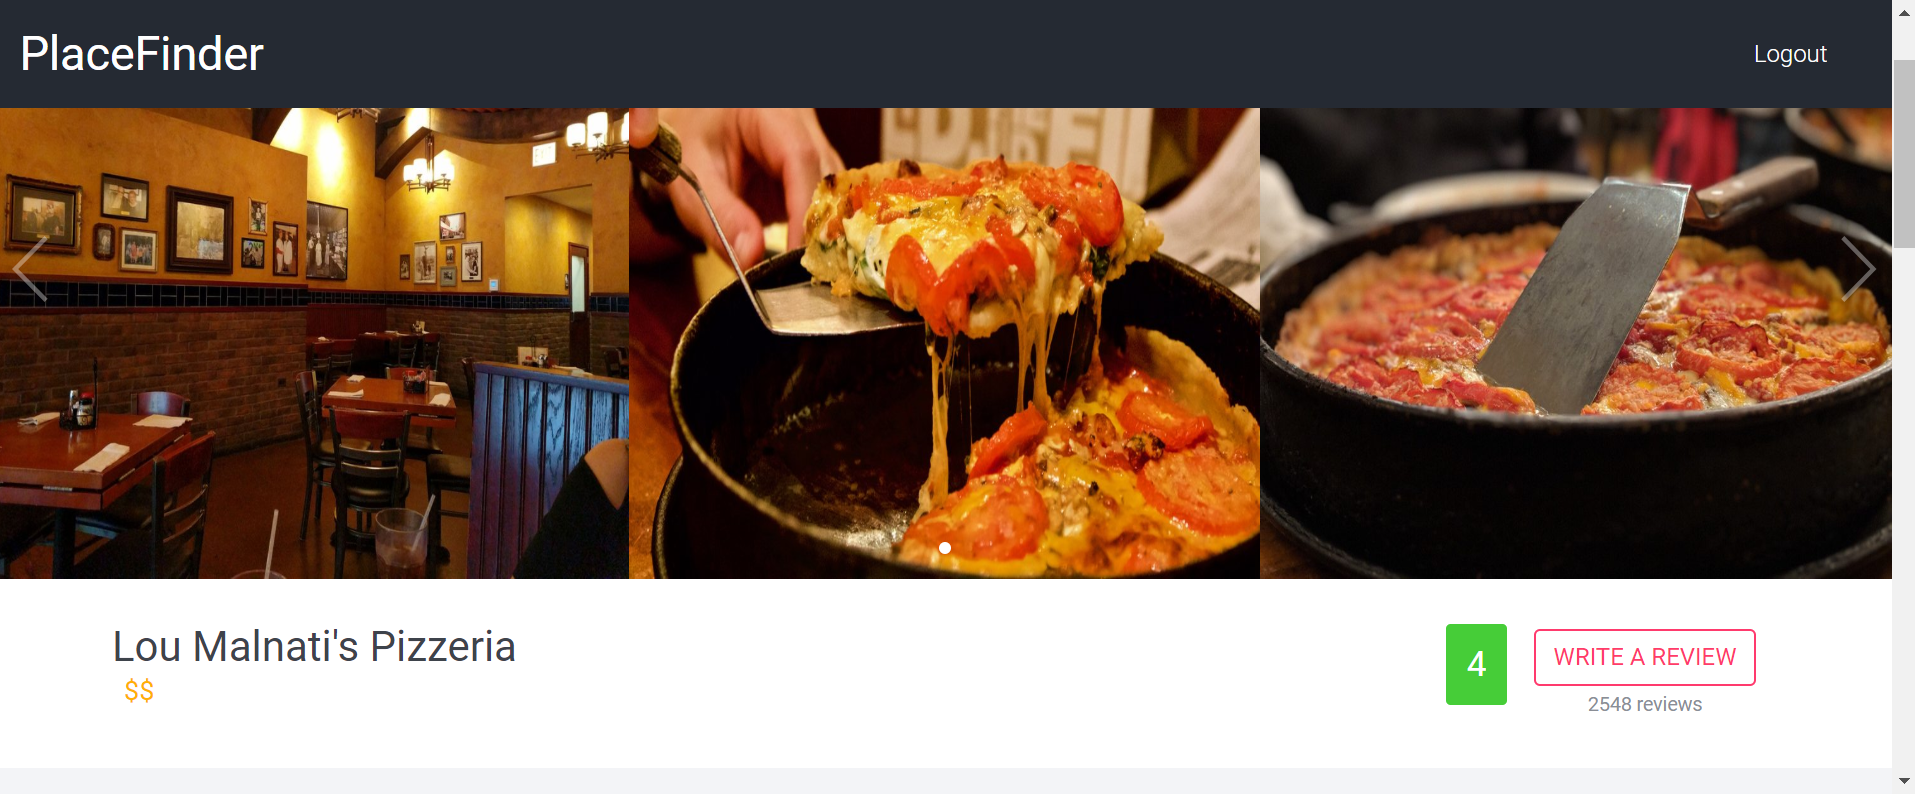 PlaceFinder
Logout
Lou Malnati's Pizzeria
$$
4
WRITE A REVIEW
2548 reviews